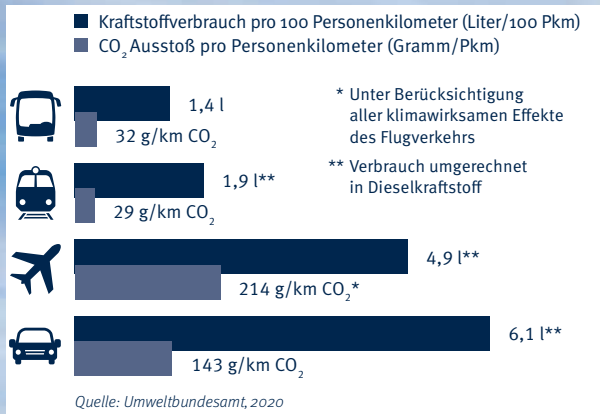 Kraftstoffverbrauch pro 100 Personenkilometer (Liter/100 Pkm)
CO₂ Ausstoß pro Personenkilometer (Gramm/Pkm)
1,4 l
32 g/km CO₂
* Unter Berücksichtigung
aller klimawirksamen Effekte
des Flugverkehrs
1,9 l**
29 g/km CO₂
** Verbrauch umgerechnet
in Dieselkraftstoff
4,9 l**
214 g/km CO₂*
6,1 l**
143 g/km CO₂
Quelle: Umweltbundesamt, 2020